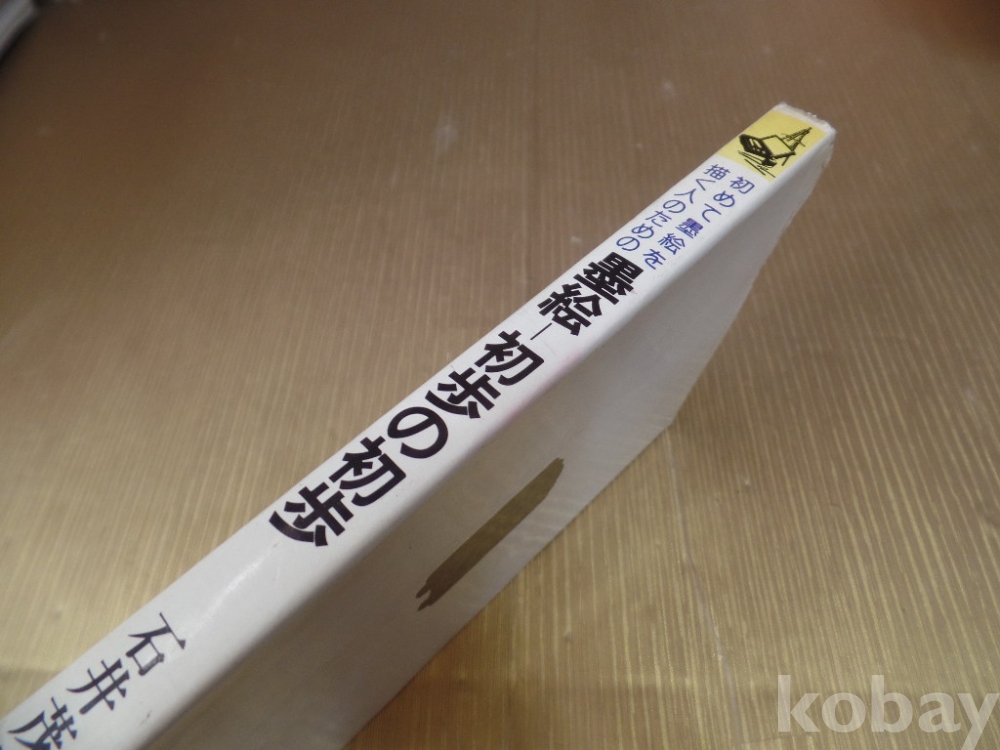 初めて墨絵を
描く人のための
墨絵―初歩の初歩
石井茂
kobay